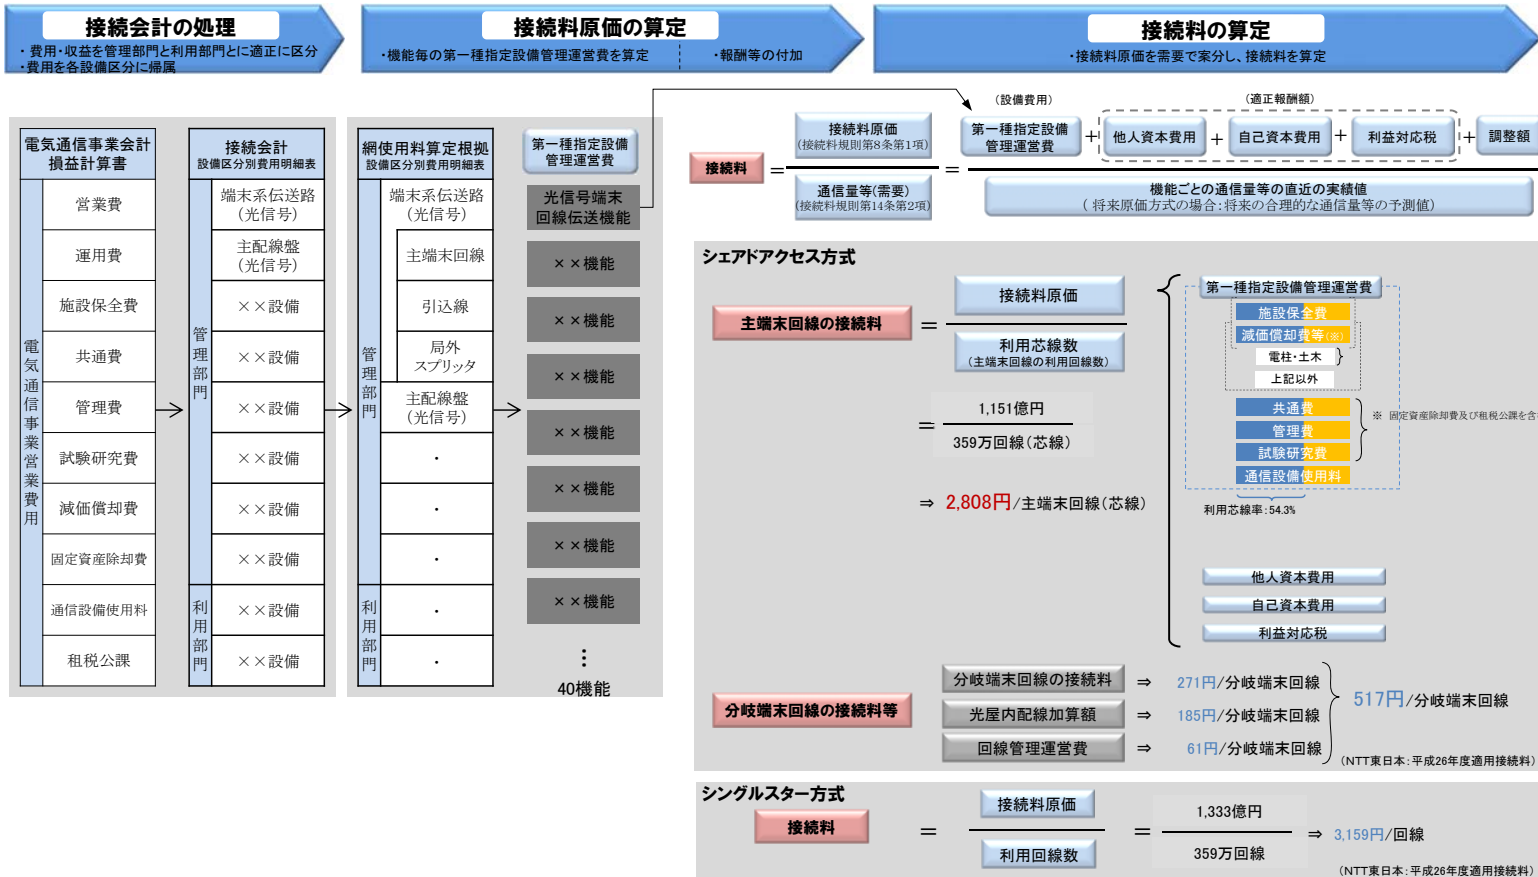 接続会計の処理
・費用・収益を管理部門と利用部門とに適正に区分
・費用を各設備区分に帰属
接続料原価の算定
・機能毎の第一種指定設備管理運営費を算定
・報酬等の付加
接続料の算定
・接続料原価を需要で案分し、接続料を算定
電気通信事業会計
損益計算書
電気通信事業営業費用
営業費
運用費
施設保全費
共通費
管理費
試験研究費
減価償却費
固定資産除却費
通信設備使用料
租税公課
接続会計
設備区分別費用明細表
管理部門
端末系伝送路
(光信号)
主配線盤
(光信号)
××設備
××設備
××設備
××設備
××設備
××設備
利用部門
××設備
××設備
網使用料算定根拠
設備区分別費用明細表
管理部門
端末系伝送路
(光信号)
主端末回線
引込線
局外
スプリッタ
主配線盤
(光信号)
・
・
・
利用部門
・
・
第一種指定設備
管理運営費
光信号端末
回線伝送機能
××機能
××機能
××機能
××機能
××機能
××機能
××機能
⋮
40機能
接続料
＝
接続料原価
(接続料規則第8条第1項)
通信量等(需要)
(接続料規則第14条第2項)
＝
(設備費用)
第一種指定設備
管理運営費
＋
(適正報酬額)
他人資本費用
＋
自己資本費用
＋
利益対応税
＋
調整額
機能ごとの通信量等の直近の実績値
( 将来原価方式の場合：将来の合理的な通信量等の予測値)
シェアドアクセス方式
主端末回線の接続料
＝
接続料原価
利用芯線数
(主端末回線の利用回線数)
＝
1,151億円
359万回線(芯線)
⇒ 2,808円/主端末回線(芯線)
第一種指定設備管理運営費
施設保全費
減価償却費等(※)
電柱・土木
上記以外
共通費
管理費
試験研究費
通信設備使用料
※ 固定資産除却費及び租税公課を含
利用芯線率：54.3%
他人資本費用
自己資本費用
利益対応税
分岐端末回線の接続料等
分岐端末回線の接続料 ⇒ 271円/分岐端末回線
光屋内配線加算額 ⇒ 185円/分岐端末回線
回線管理運営費 ⇒ 61円/分岐端末回線
517円/分岐端末回線
(NTT東日本：平成26年度適用接続料)
シングルスター方式
接続料
＝
接続料原価
利用回線数
＝
1,333億円
359万回線
⇒ 3,159円/回線
(NTT東日本：平成26年度適用接続料)